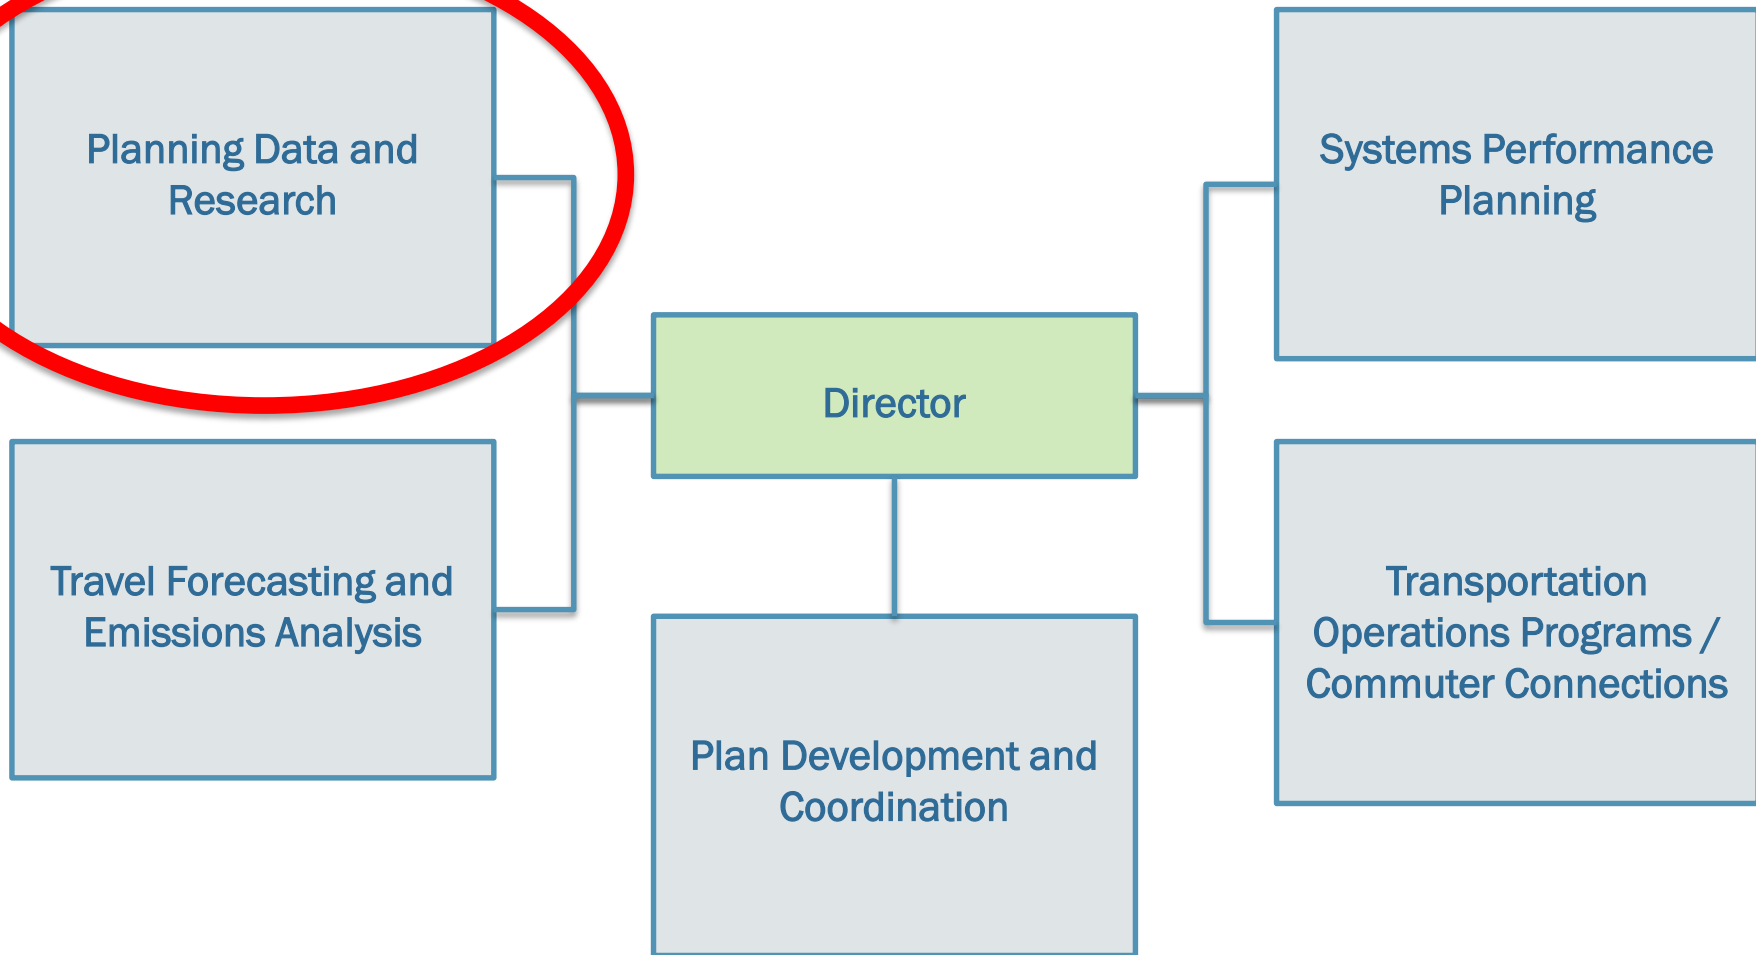 Planning Data and
Research
Systems Performance
Planning
Director
Travel Forecasting and
Emissions Analysis
Transportation
Operations Programs /
Commuter Connections
Plan Development and
Coordination